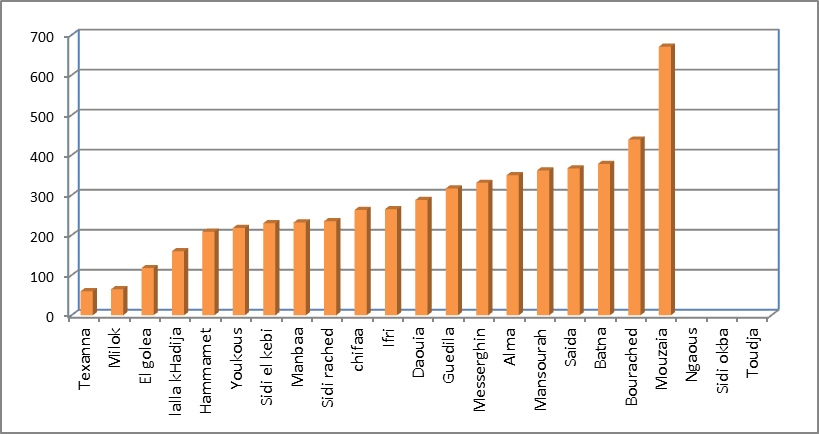 700
600
500
400
300
200
100
0
Texanna
Milok
El golea
lalla kHadija
Hammamet
Youkous
Sidi el kebi
Manbaa
Sidi rached
chifaa
Ifri
Daouia
Guedila
Messerghin
Alma
Mansourah
Saida
Batna
Bourached
Mouzaia
Ngaous
Sidi okba
Toudja